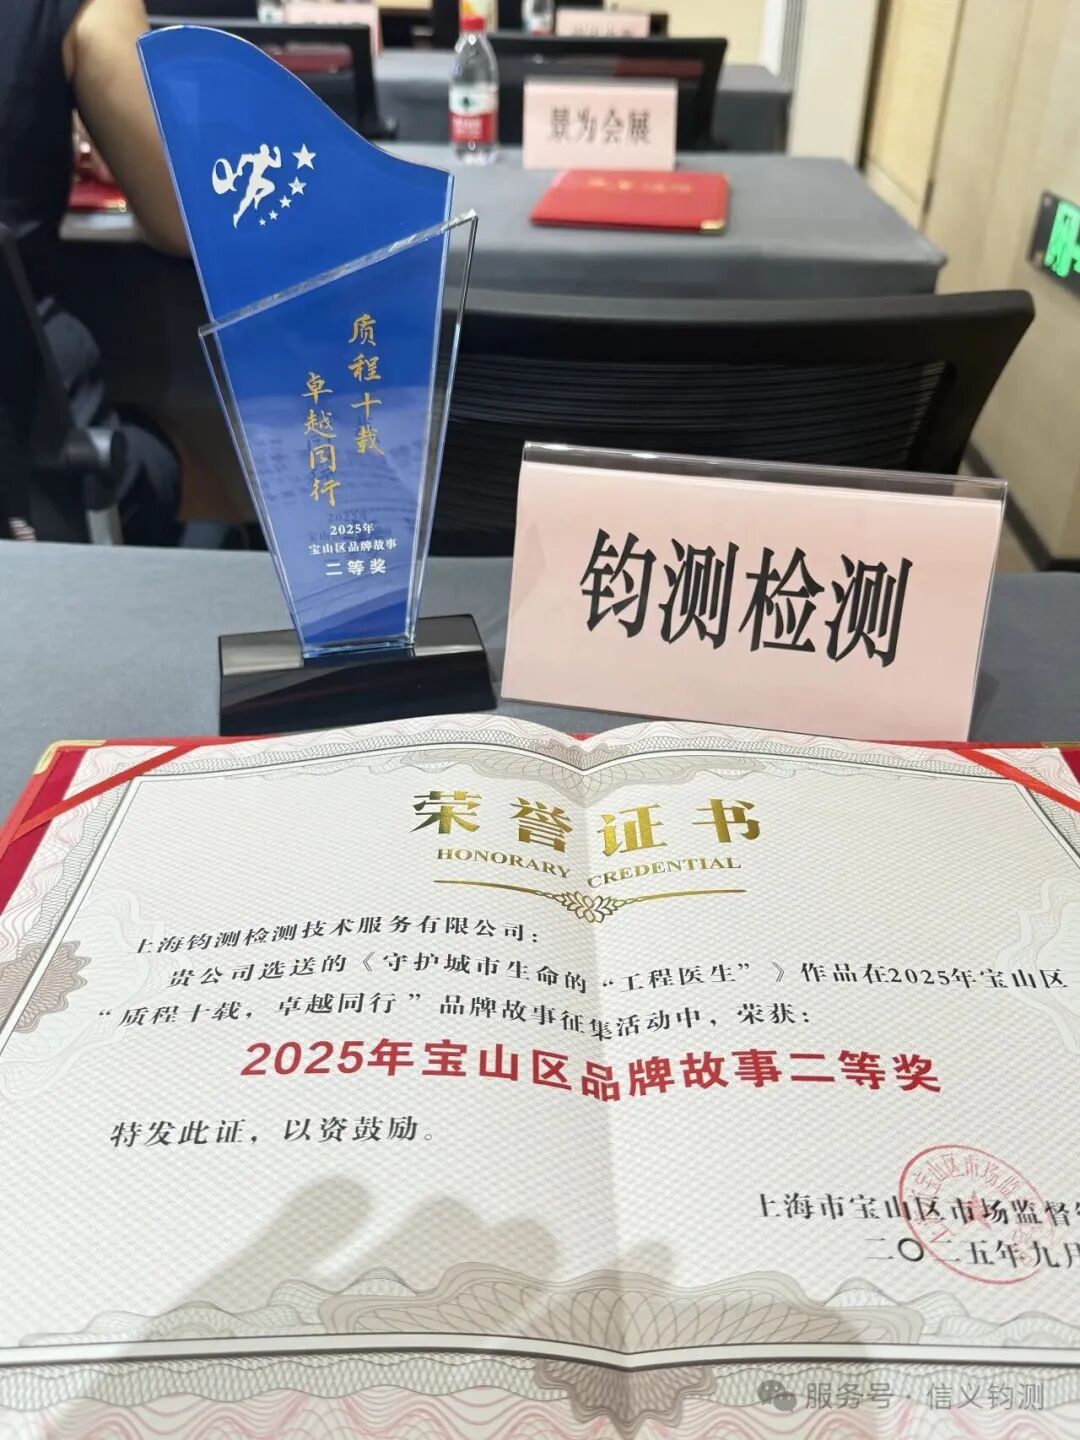 景为会展
质程十载
卓越同行
2025年
宝山区品牌故事
二等奖
钧测检测
荣誉证书
HONORARY CREDENTIAL
上海钧测检测技术服务有限公司：
贵公司选送的《守护城市生命的“工程医生”》作品在2025年宝山区
“质程十载，卓越同行”品牌故事征集活动中，荣获：
2025年宝山区品牌故事二等奖
特发此证，以资鼓励。
上海市宝山区市场监督
二〇二五年九月
服务号·信义钧测